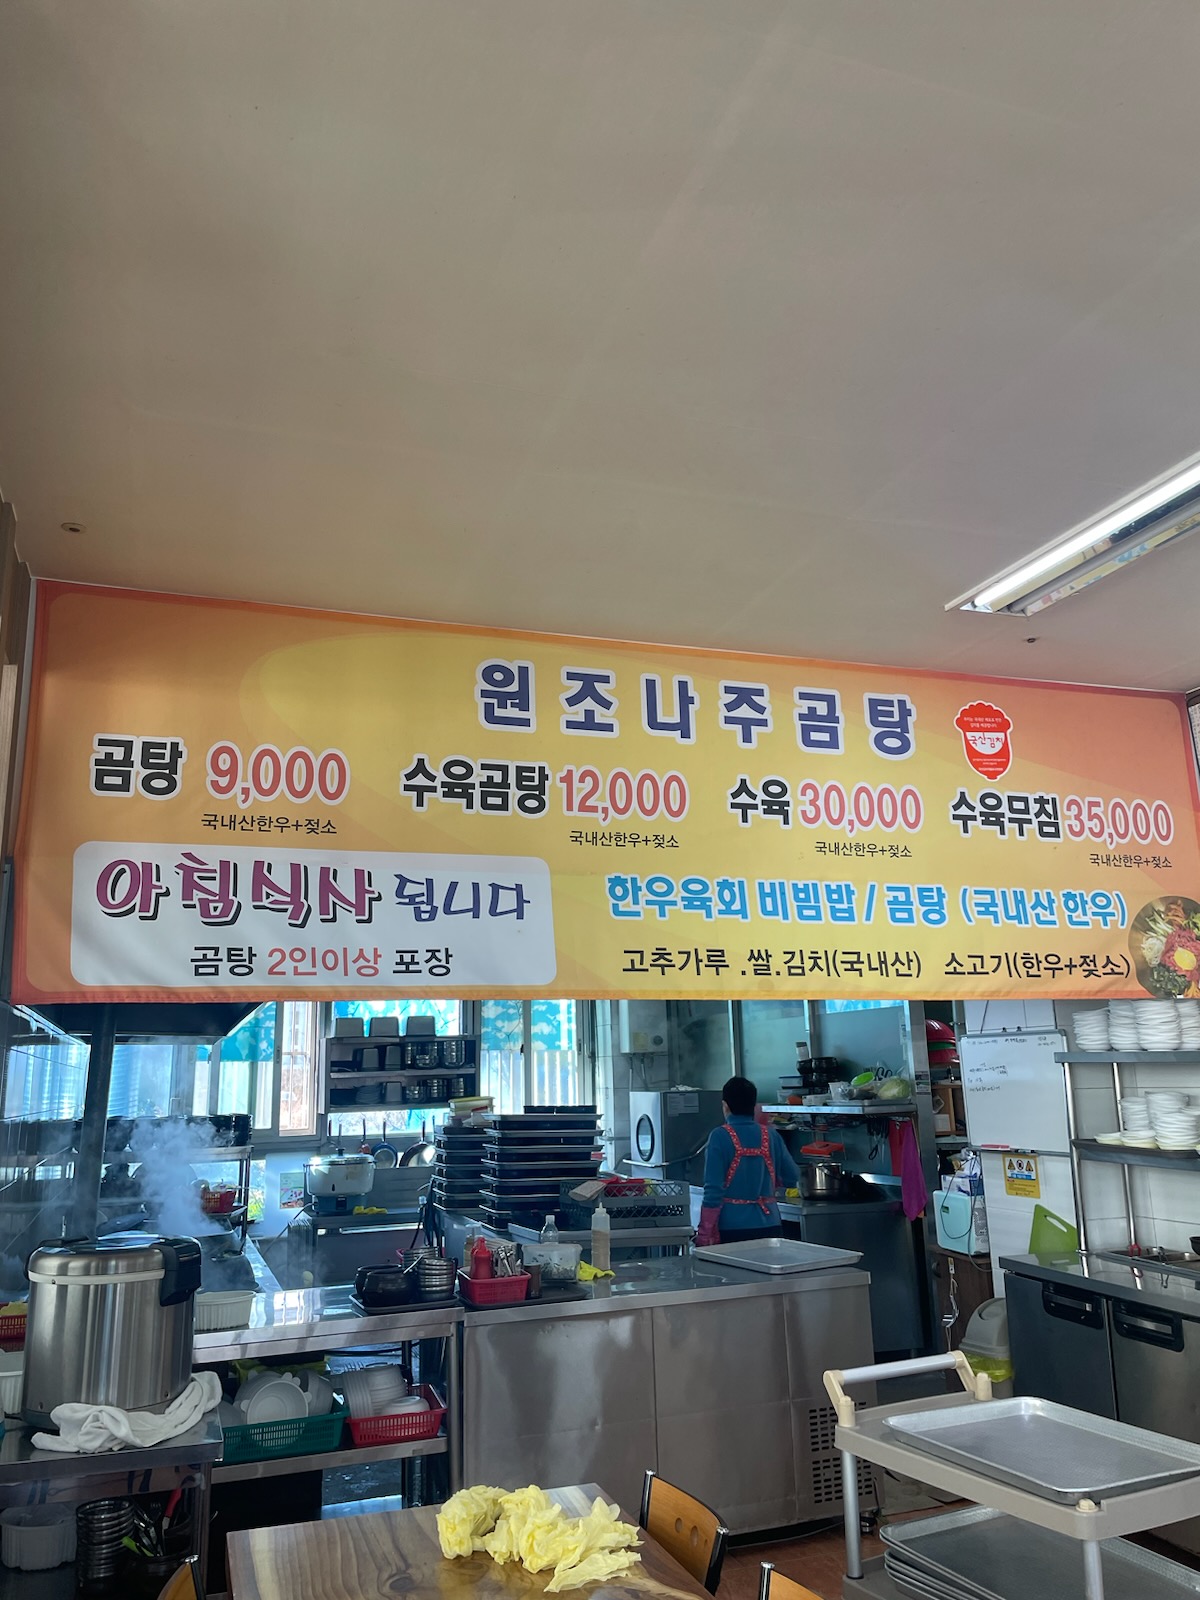 원조나주곰탕
국산김치
곰탕 9,000
국내산한우+젖소
수육곰탕 12,000
국내산한우+젖소
수육 30,000
국내산한우+젖소
수육무침 35,000
국내산한우+젖소
아침식사 됩니다
곰탕 2인이상 포장
한우육회 비빔밥 / 곰탕 (국내산 한우)
고추가루 .쌀.김치(국내산) 소고기(한우+젖소)